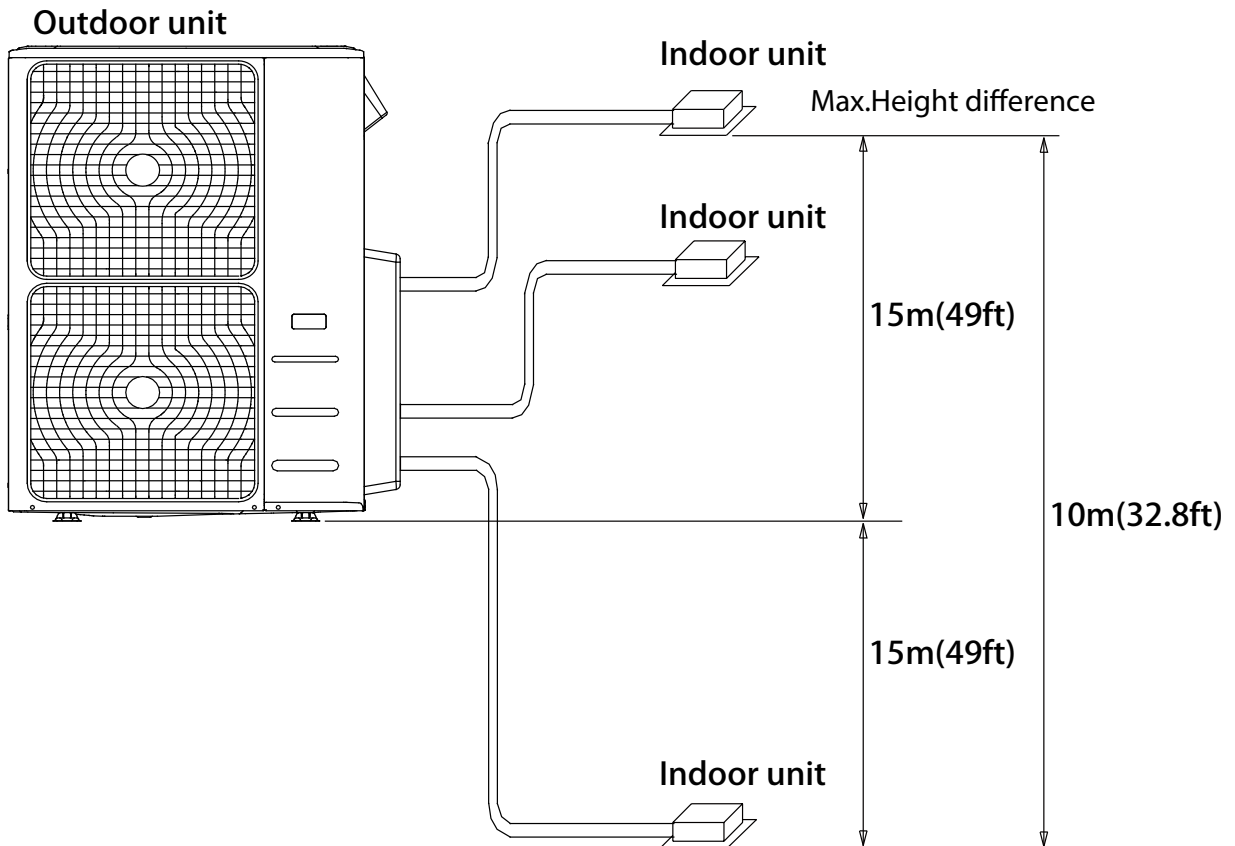 Outdoor unit
Indoor unit
Max.Height difference
Indoor unit
15m(49ft)
10m(32.8ft)
15m(49ft)
Indoor unit